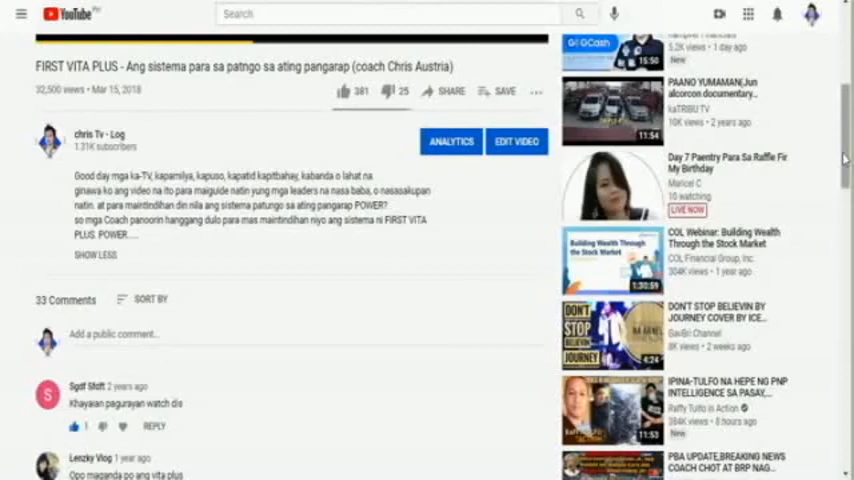 YouTube PH
Search
FIRST VITA PLUS - Ang sistema para sa patngo sa ating pangarap (coach Chris Austria)
32,500 views • Mar 15, 2018
381
25
SHARE
SAVE
chris Tv - Log
1.31K subscribers
ANALYTICS
EDIT VIDEO
Good day mga ka-TV, kapamilya, kapuso, kapatid kapitbahay, kabanda o lahat na
ginawa ko ang video na ito para maiguide natin yung mga leaders na nasa baba, o nasasakupan
natin. at para maintindihan din nila ang sistema patungo sa ating pangarap POWER?
so mga Coach panoorin hanggang dulo para mas maintindihan niyo ang sistema ni FIRST VITA
PLUS. POWER.....
SHOW LESS
33 Comments
SORT BY
Add a public comment...
S
Sgdf Sfdft 2 years ago
Khayaian pagurayan watch dis
1
REPLY
Lenzky Vlog 1 year ago
Opo maganda po ang vita plus
GCash
15:50
5.2K views • 1 day ago
New
11:54
PAANO YUMAMAN(Jun
alcorcon documentary...
kaTRIBU TV
10K views • 2 years ago
Day 7 Paentry Para Sa Raffle Fir
My Birthday
Maricel C
10 watching
LIVE NOW
Building Wealth Through
the Stock Market
1:30:59
COL Webinar: Building Wealth
Through the Stock Market
COL Financial Group, Inc.
304K views • 1 year ago
DON'T
STOP
BELIEVIN
JOURNEY
4:24
DON'T STOP BELIEVIN BY
JOURNEY COVER BY ICE...
GavBri Channel
8K views • 2 weeks ago
11:53
IPINA-TULFO NA HEPE NG PNP
INTELLIGENCE SA PASAY,...
Raffy Tulfo in Action
384K views • 8 hours ago
New
PBA UPDATE,BREAKING NEWS
COACH CHOT AT BRP NAG...